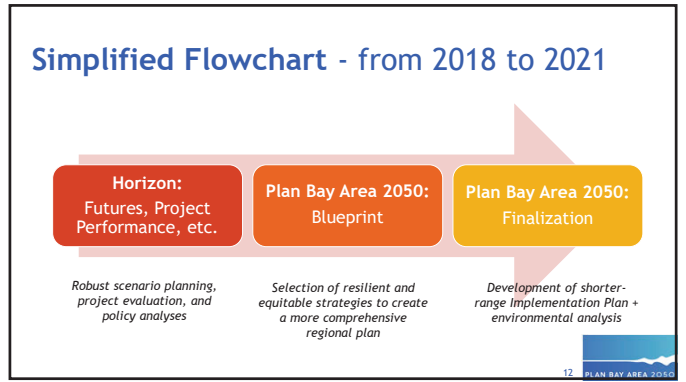 Simplified Flowchart - from 2018 to 2021
Horizon:
Futures, Project
Performance, etc.
Plan Bay Area 2050:
Blueprint
Plan Bay Area 2050:
Finalization
Robust scenario planning,
project evaluation, and
policy analyses
Selection of resilient and
equitable strategies to create
a more comprehensive
regional plan
Development of shorter-
range Implementation Plan +
environmental analysis
12
PLAN BAY AREA 2050